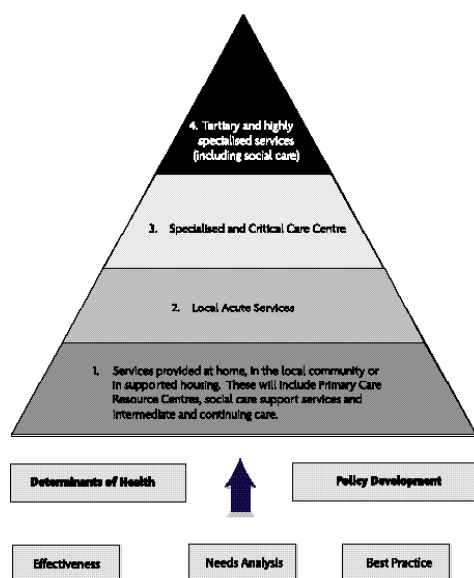 4. Tertiary and highly
specialised services
(including social care)
3. Specialised and Critical Care Centre
2. Local Acute Services
1. Services provided at home, in the local community or
in supported housing. These will include Primary Care
Resource Centres, social care support services and
intermediate and continuing care.
Determinants of Health
Policy Development
Effectiveness
Needs Analysis
Best Practice